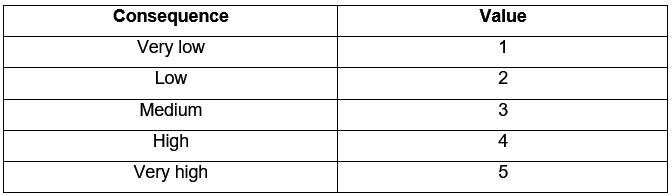 Consequence Value
Very low 1
Low 2
Medium 3
High 4
Very high 5